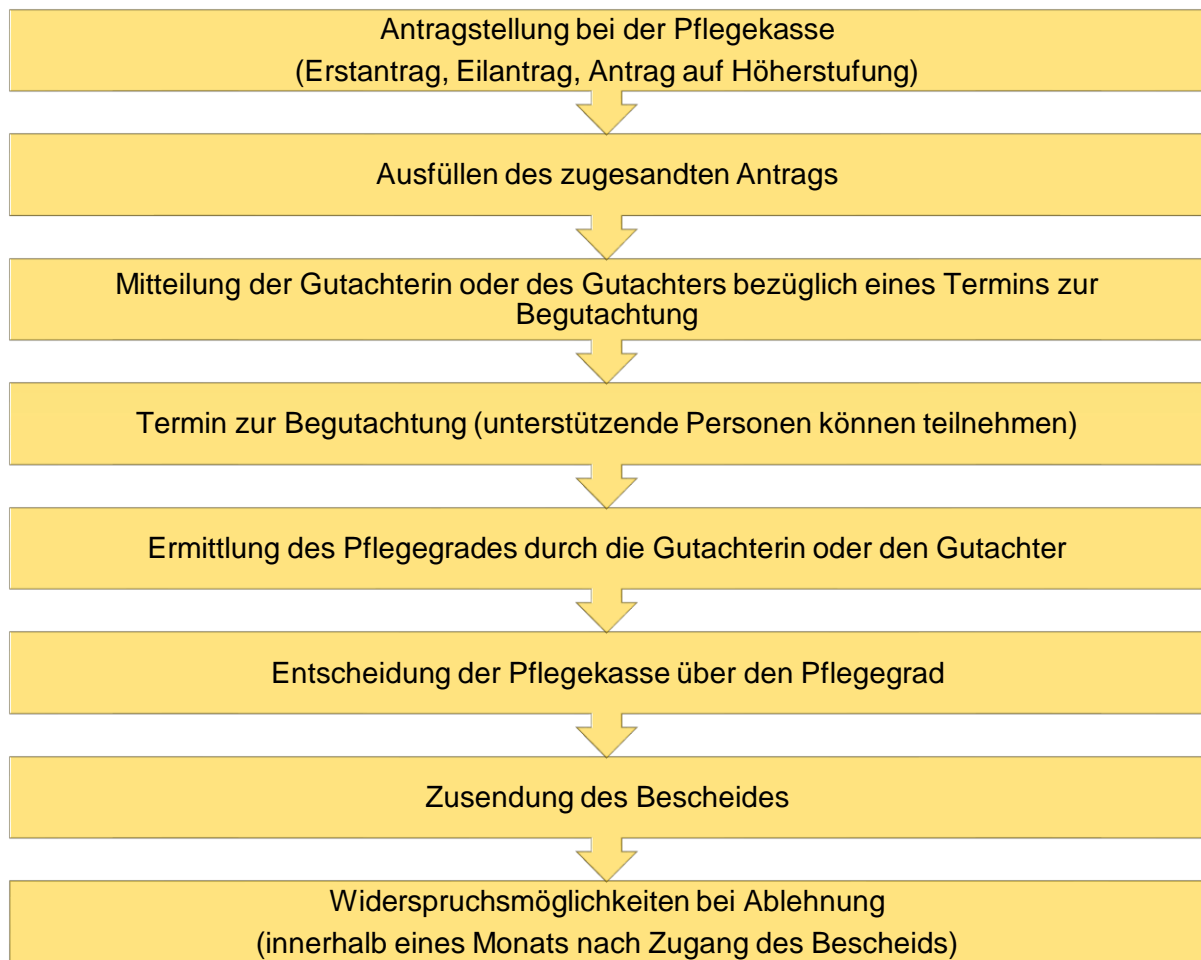 Antragstellung bei der Pflegekasse
(Erstantrag, Eilantrag, Antrag auf Höherstufung)
Ausfüllen des zugesandten Antrags
Mitteilung der Gutachterin oder des Gutachters bezüglich eines Termins zur
Begutachtung
Termin zur Begutachtung (unterstützende Personen können teilnehmen)
Ermittlung des Pflegegrades durch die Gutachterin oder den Gutachter
Entscheidung der Pflegekasse über den Pflegegrad
Zusendung des Bescheides
Widerspruchsmöglichkeiten bei Ablehnung
(innerhalb eines Monats nach Zugang des Bescheids)